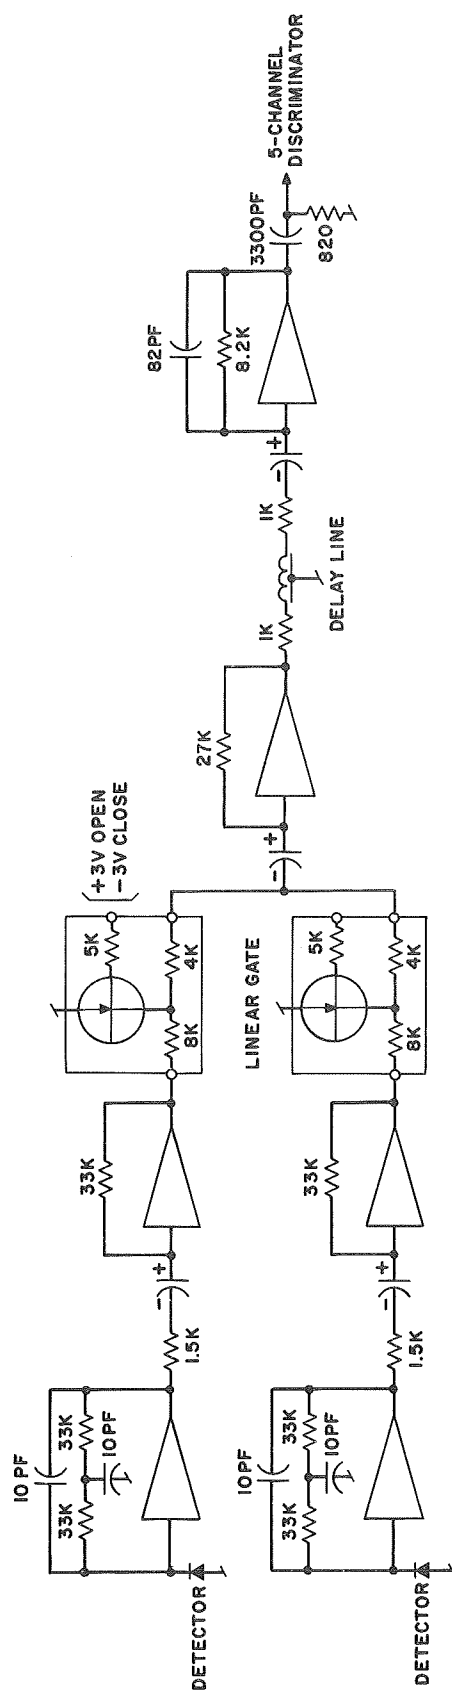 10 PF
33K
33K
10PF
DETECTOR
1.5K
+
-
33K
8K
4K
5K
+3V OPEN
-3V CLOSE
LINEAR GATE
10PF
33K
33K
10PF
DETECTOR
1.5K
+
-
33K
8K
4K
5K
-
+
27K
1K
DELAY LINE
1K
-
+
82PF
8.2K
3300PF
820
5-CHANNEL
DISCRIMINATOR